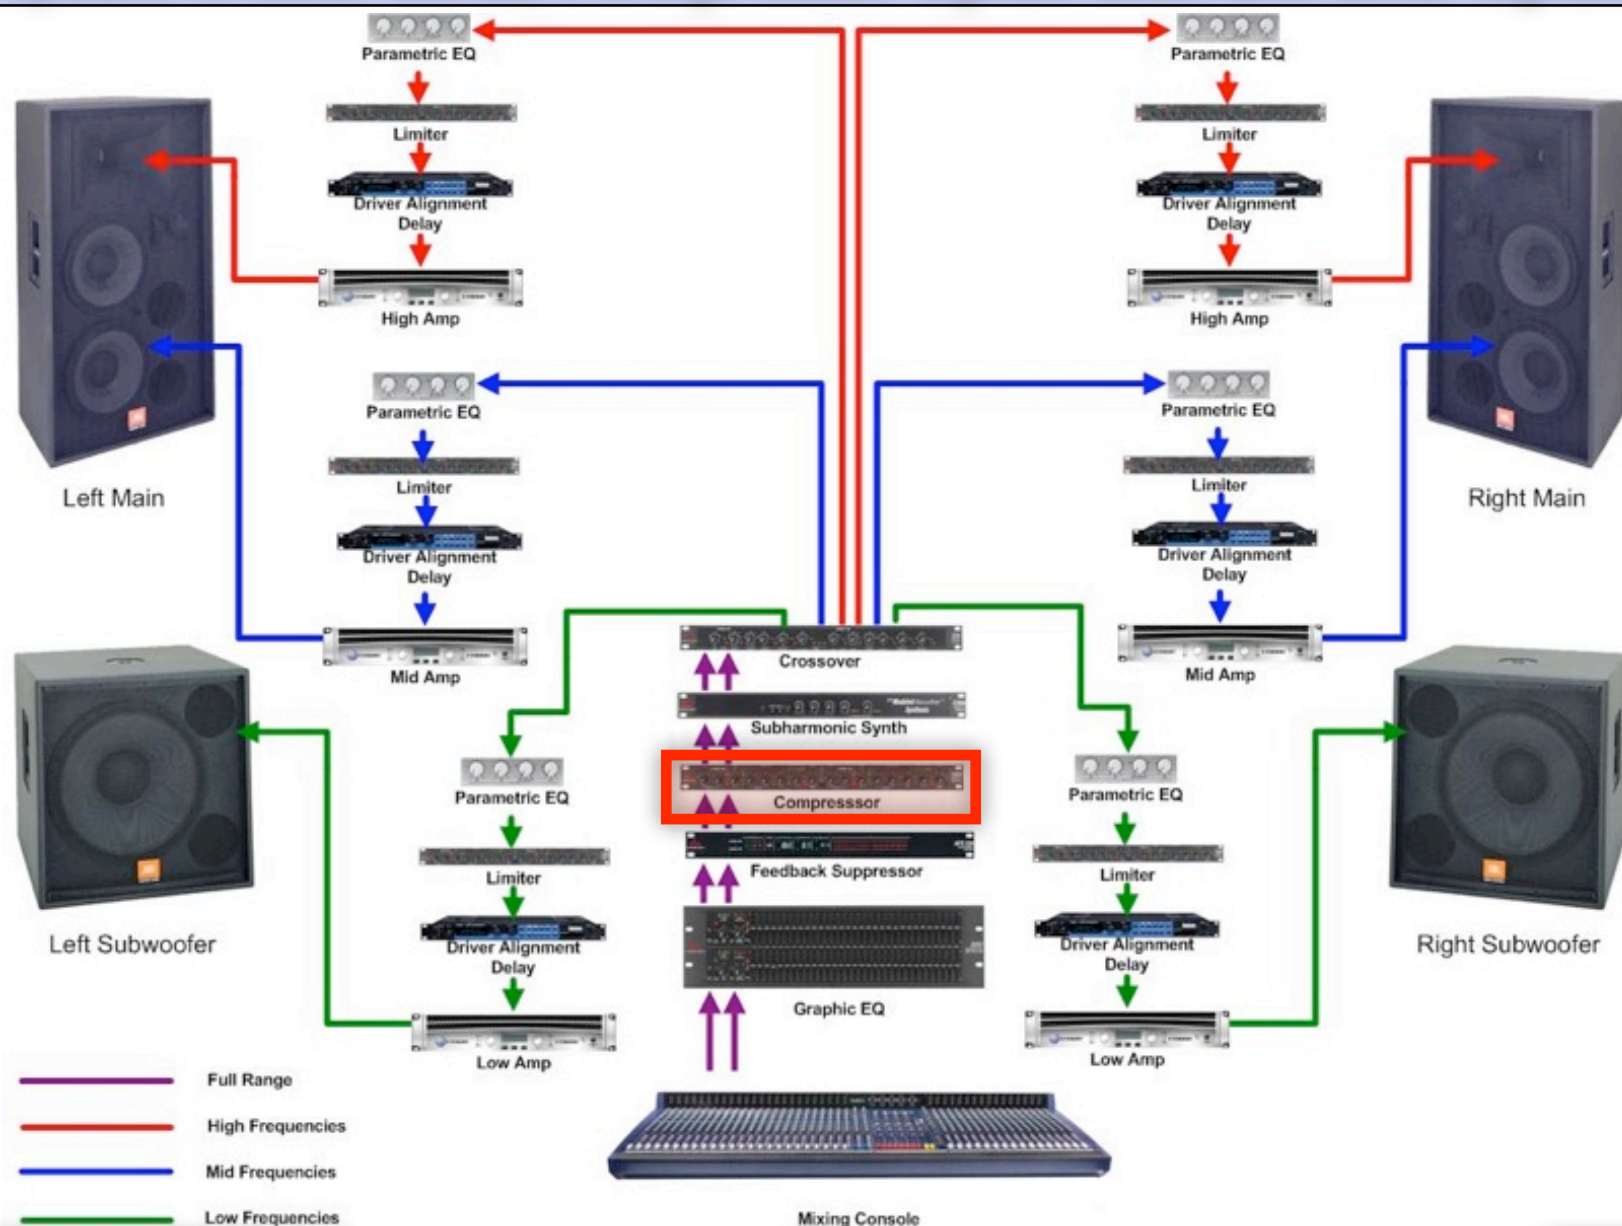 Parametric EQ
Limiter
Driver Alignment
Delay
High Amp
Parametric EQ
Limiter
Driver Alignment
Delay
High Amp
Parametric EQ
Limiter
Driver Alignment
Delay
Mid Amp
Parametric EQ
Limiter
Driver Alignment
Delay
Mid Amp
Left Main
Right Main
Crossover
Subharmonic Synth
Compresssor
Feedback Suppressor
Graphic EQ
Parametric EQ
Limiter
Driver Alignment
Delay
Low Amp
Parametric EQ
Limiter
Driver Alignment
Delay
Low Amp
Left Subwoofer
Right Subwoofer
Full Range
High Frequencies
Mid Frequencies
Low Frequencies
Mixing Console